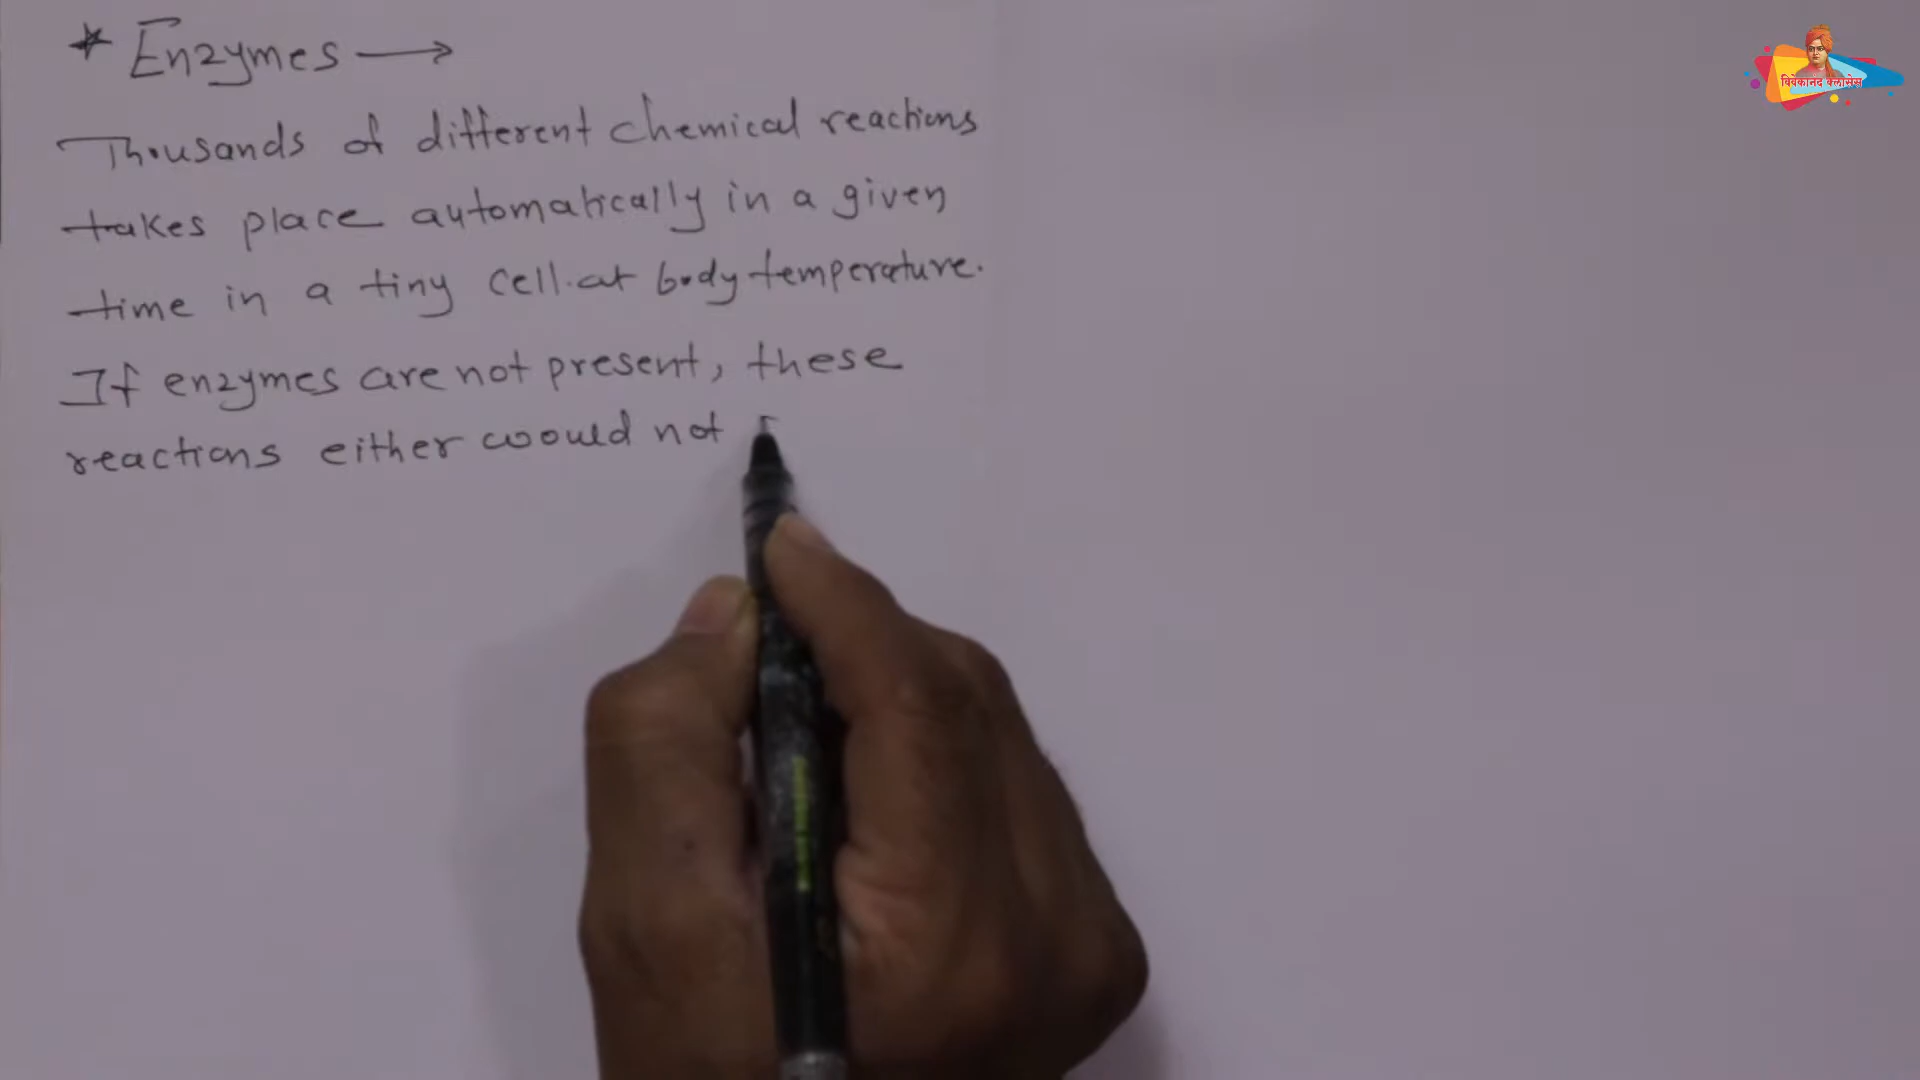 * Enzymes →
Thousands of different chemical reactions
takes place automatically in a given
time in a tiny cell.at body temperature.
If enzymes are not present, these
reactions either woould not
विवेकानंद क्लासेस